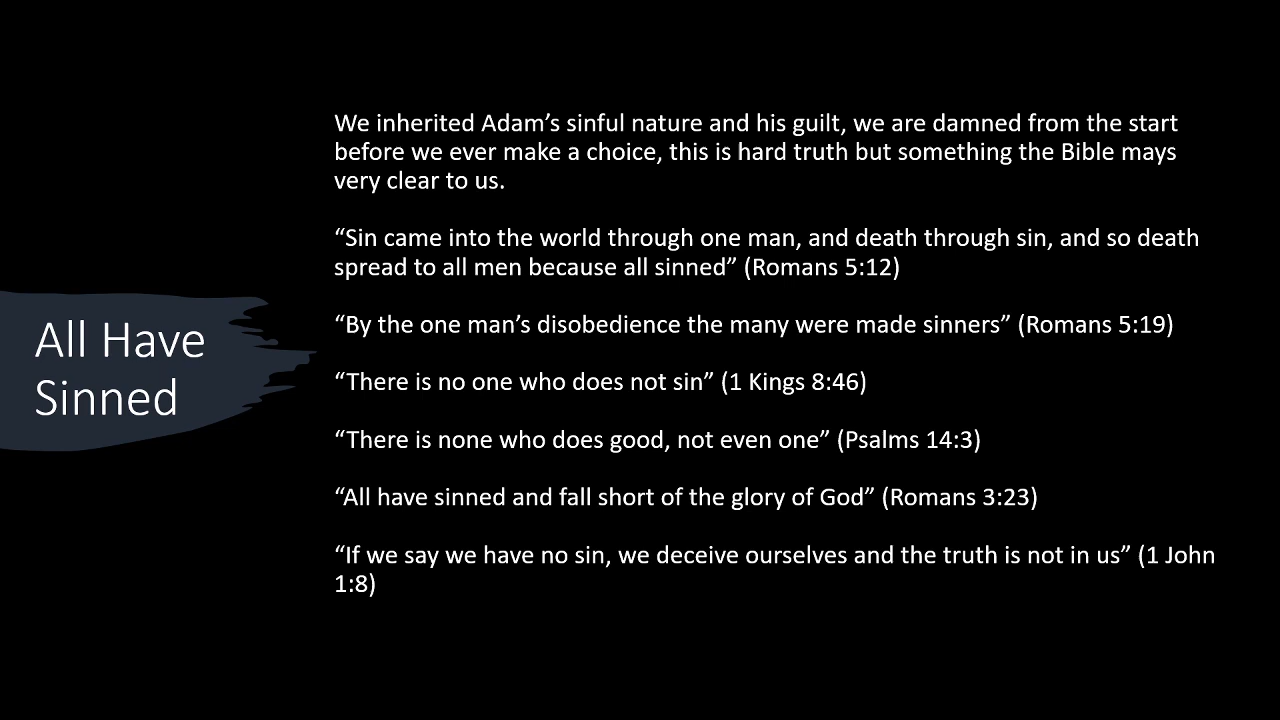 All Have
Sinned
We inherited Adam’s sinful nature and his guilt, we are damned from the start
before we ever make a choice, this is hard truth but something the Bible mays
very clear to us.
“Sin came into the world through one man, and death through sin, and so death
spread to all men because all sinned” (Romans 5:12)
“By the one man’s disobedience the many were made sinners” (Romans 5:19)
“There is no one who does not sin” (1 Kings 8:46)
“There is none who does good, not even one” (Psalms 14:3)
“All have sinned and fall short of the glory of God” (Romans 3:23)
“If we say we have no sin, we deceive ourselves and the truth is not in us” (1 John
1:8)